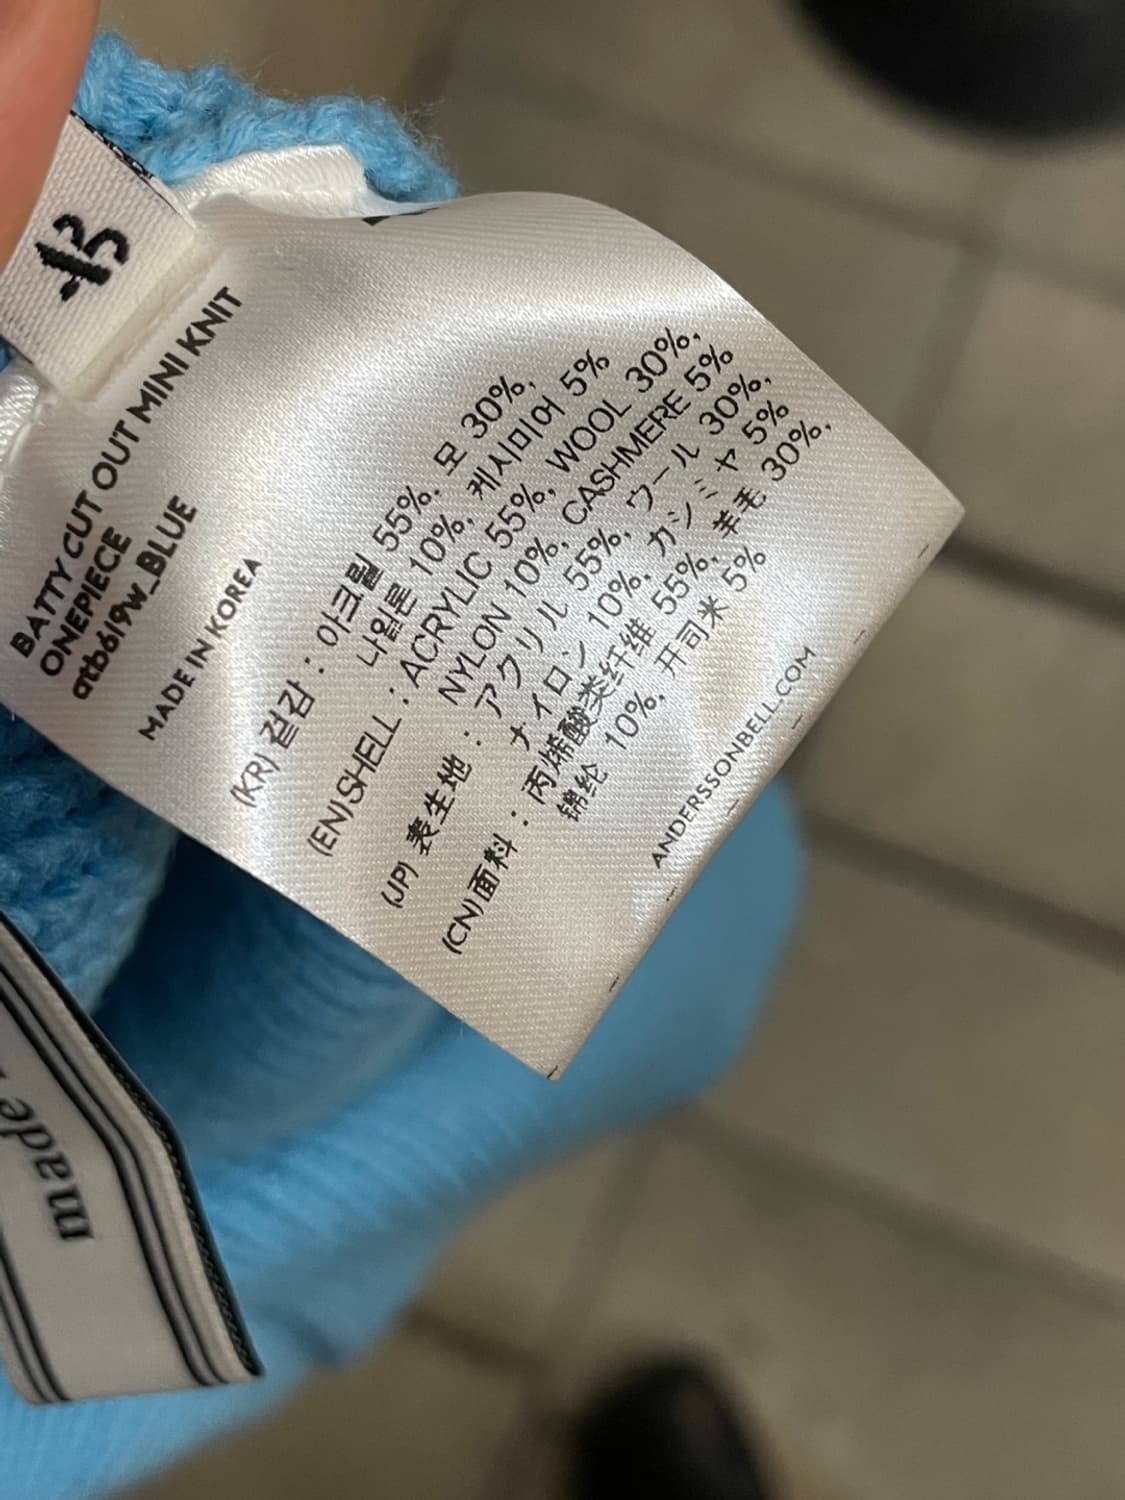 BATTY CUT OUT MINI KNIT
ONEPIECE
atb619w_BLUE
MADE IN KOREA
(KR) 겉감 : 아크릴 55%, 모 30%,
나일론 10%, 케시미어 5%
(EN) SHELL : ACRYLIC 55%, WOOL 30%,
NYLON 10%, CASHMERE 5%
(JP) 表生地 : アクリル 55%, ウール 30%,
ナイロン 10%, カシミヤ 5%
(CN) 面料 : 丙烯酸类纤维 55%, 羊毛 30%,
锦纶 10%, 开司米 5%
ANDERSSONBELL.COM
made